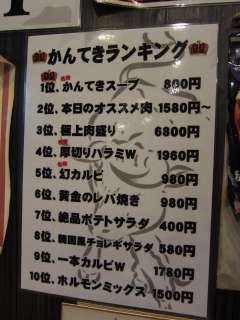 かんてきランキング
名物
1位、かんてきスープ 800円
2位、本日のオススメ肉 1580円～
3位、極上肉盛り 6800円
名物
4位、厚切りハラミW 1960円
名物
5位、幻カルビ 980円
6位、黄金のレバ焼き 980円
7位、絶品ポテトサラダ 400円
8位、韓国風チョレギサラダ 580円
9位、一本カルビW 1780円
10位、ホルモンミックス 1500円